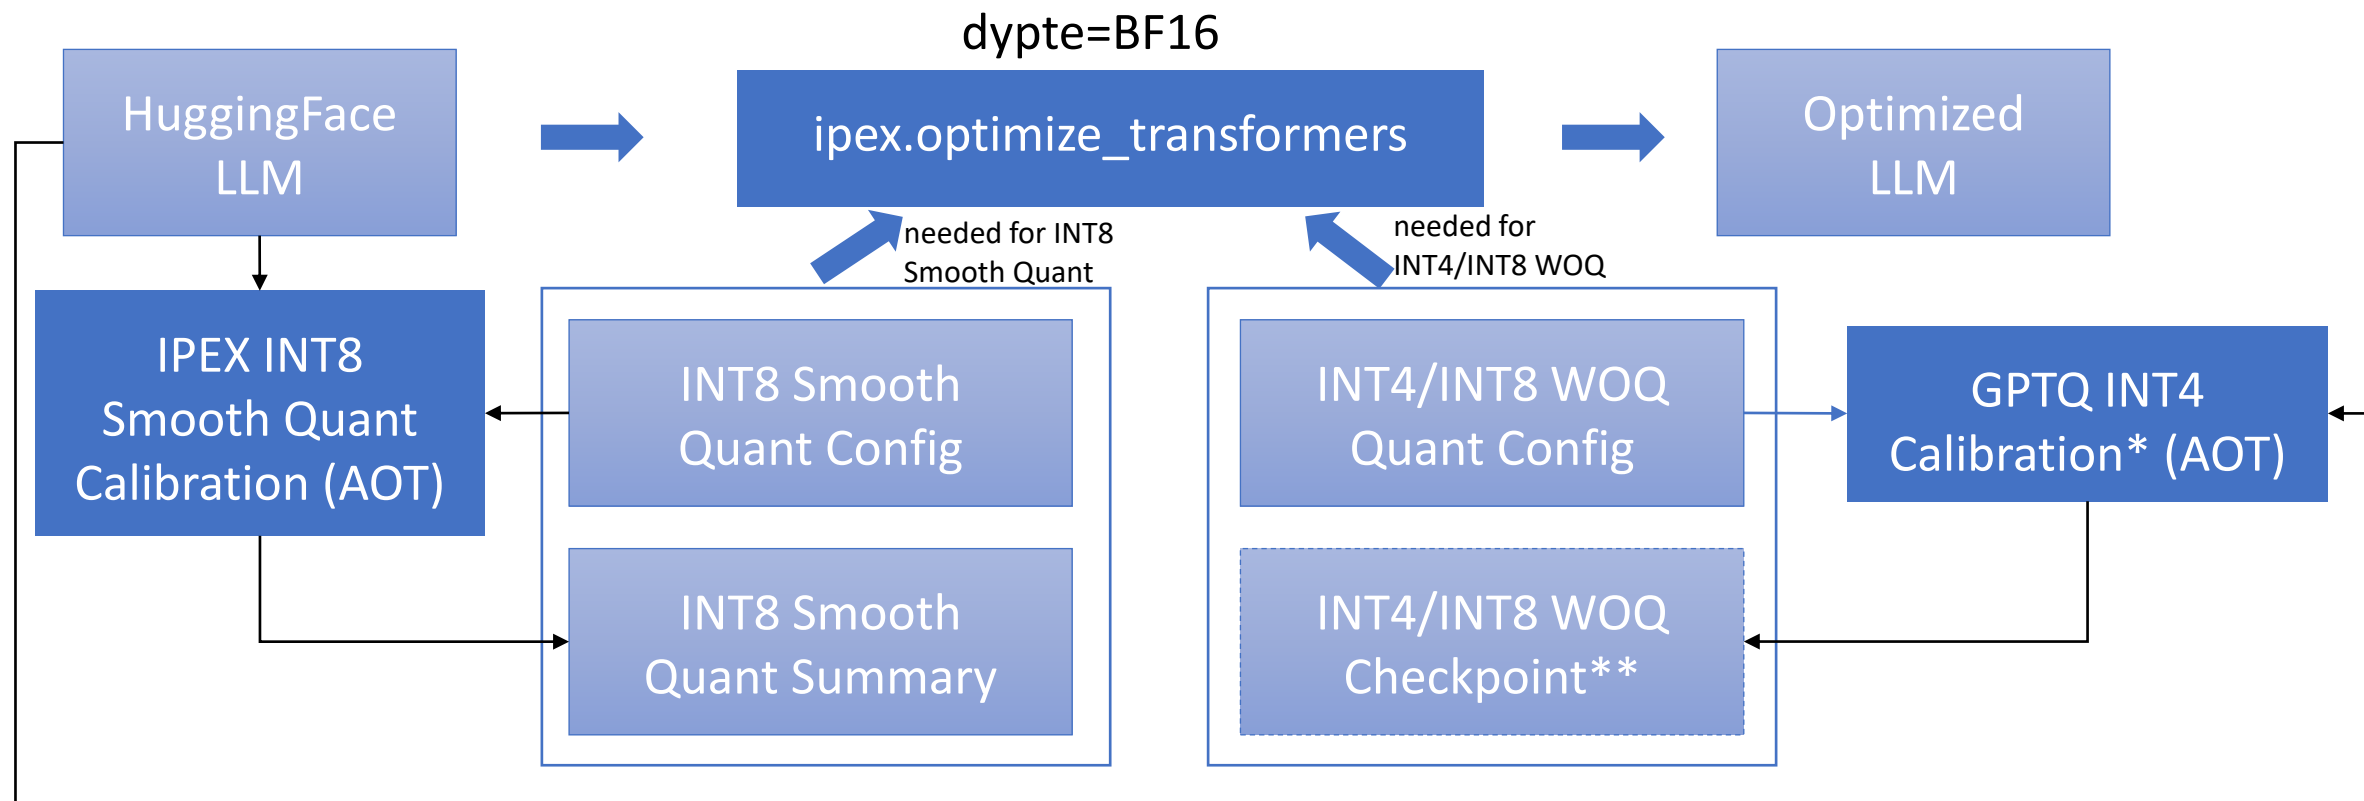 dypte=BF16
HuggingFace
LLM
ipex.optimize_transformers
Optimized
LLM
needed for INT8
Smooth Quant
needed for
INT4/INT8 WOQ
IPEX INT8
Smooth Quant
Calibration (AOT)
INT8 Smooth
Quant Config
INT4/INT8 WOQ
Quant Config
GPTQ INT4
Calibration* (AOT)
INT8 Smooth
Quant Summary
INT4/INT8 WOQ
Checkpoint**